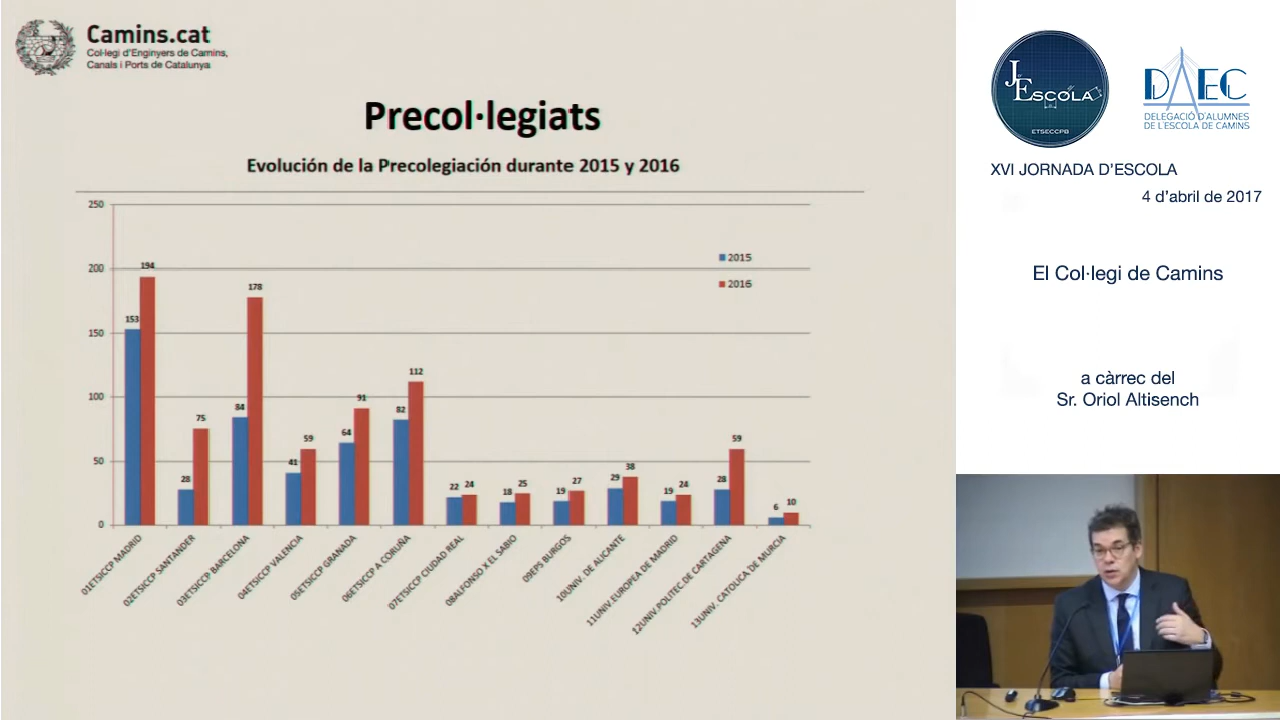 Camins.cat
Col·legi d'Enginyers de Camins,
Canals i Ports de Catalunya
Precol·legiats
Evolución de la Precolegiación durante 2015 y 2016
250
200
150
100
50
0
2015
2016
153
194
28
75
84
178
41
59
64
91
82
112
22
24
18
25
19
27
29
38
19
24
28
59
6
10
01ETSICCP MADRID
02ETSICCP SANTANDER
03ETSICCP BARCELONA
04ETSICCP VALENCIA
05ETSICCP GRANADA
06ETSICCP A CORUÑA
07ETSICCP CIUDAD REAL
08ALFONSO X EL SABIO
09EPS BURGOS
10UNIV. DE ALICANTE
11UNIV.EUROPEA DE MADRID
12UNIV.POLITEC.DE CARTAGENA
13UNIV. CATOLICA DE MURCIA
J'ESCOLA
ETSECCPB
DAEC
DELEGACIÓ D'ALUMNES
DE L'ESCOLA DE CAMINS
XVI JORNADA D'ESCOLA
4 d'abril de 2017
El Col·legi de Camins
a càrrec del
Sr. Oriol Altisench